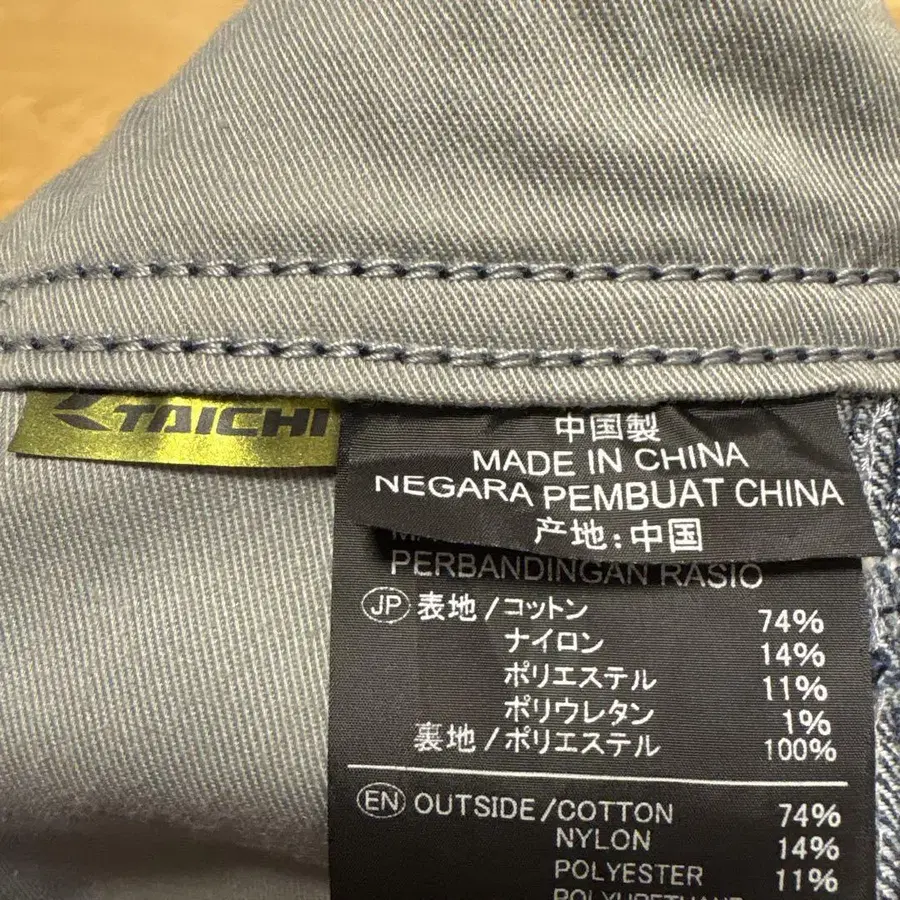 TAICHI
中国製
MADE IN CHINA
NEGARA PEMBUAT CHINA
产地:中国
PERBANDINGAN RASIO
JP 表地/コットン 74%
ナイロン 14%
ポリエステル 11%
ポリウレタン 1%
裏地/ポリエステル 100%
EN OUTSIDE/COTTON 74%
NYLON 14%
POLYESTER 11%